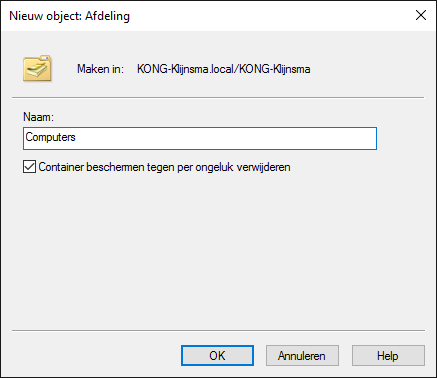 Nieuw object: Afdeling
Maken in: KONG-Klijnsma.local/KONG-Klijnsma
Naam:
Computers
Container beschermen tegen per ongeluk verwijderen
OK Annuleren Help